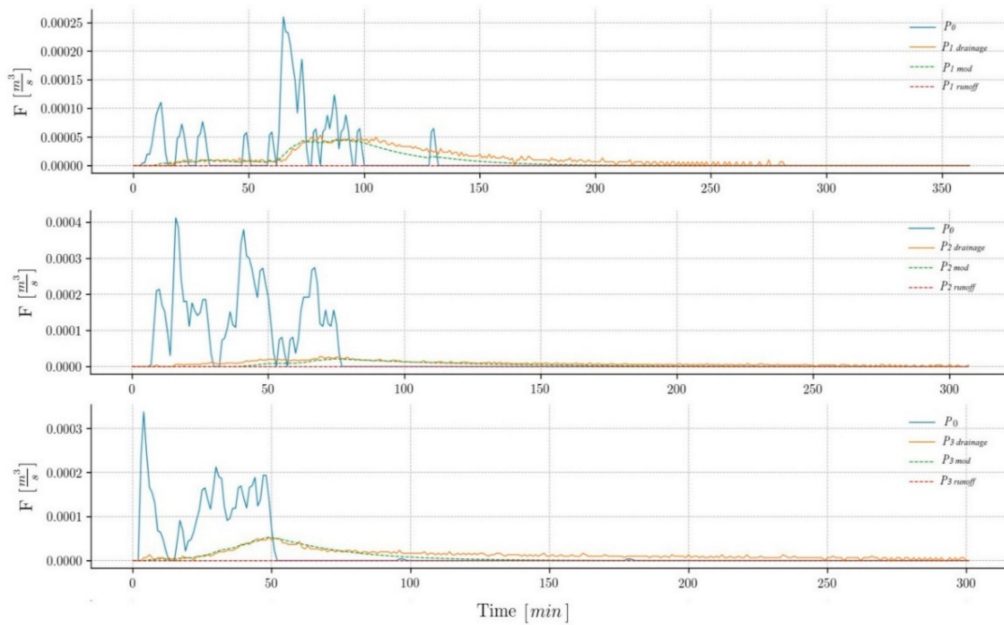 0.00025
0.00020
0.00015
0.00010
0.00005
0.00000
F [m³/s]
P0
P1 drainage
P1 mod
P1 runoff
0 50 100 150 200 250 300 350
0.0004
0.0003
0.0002
0.0001
0.0000
F [m³/s]
P0
P2 drainage
P2 mod
P2 runoff
0 50 100 150 200 250 300
0.0003
0.0002
0.0001
0.0000
F [m³/s]
P0
P3 drainage
P3 mod
P3 runoff
0 50 100 150 200 250 300
Time [min]